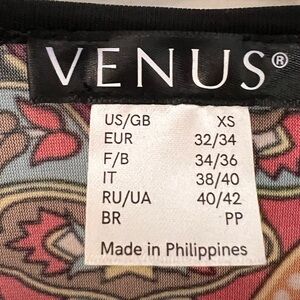 VENUS®
US/GB XS
EUR 32/34
F/B 34/36
IT 38/40
RU/UA 40/42
BR PP
Made in Philippines